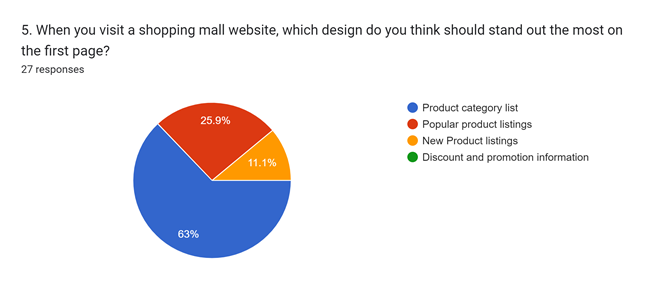 5. When you visit a shopping mall website, which design do you think should stand out the most on
the first page?
27 responses
25.9%
11.1%
63%
Product category list
Popular product listings
New Product listings
Discount and promotion information